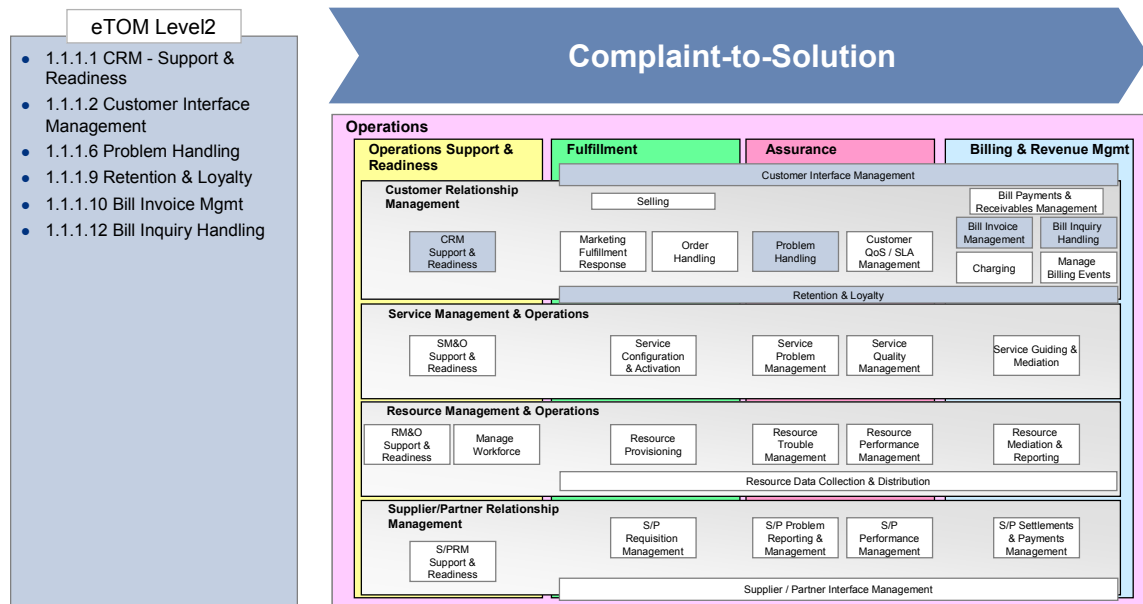 eTOM Level2
• 1.1.1.1 CRM - Support &
Readiness
• 1.1.1.2 Customer Interface
Management
• 1.1.1.6 Problem Handling
• 1.1.1.9 Retention & Loyalty
• 1.1.1.10 Bill Invoice Mgmt
• 1.1.1.12 Bill Inquiry Handling
Complaint-to-Solution
Operations
Operations Support &
Readiness
Fulfillment
Assurance
Billing & Revenue Mgmt
Customer Interface Management
Customer Relationship
Management
Selling
Bill Payments &
Receivables Management
CRM
Support &
Readiness
Marketing
Fulfillment
Response
Order
Handling
Problem
Handling
Customer
QoS / SLA
Management
Bill Invoice
Management
Bill Inquiry
Handling
Charging
Manage
Billing Events
Retention & Loyalty
Service Management & Operations
SM&O
Support &
Readiness
Service
Configuration
& Activation
Service
Problem
Management
Service
Quality
Management
Service Guiding &
Mediation
Resource Management & Operations
RM&O
Support &
Readiness
Manage
Workforce
Resource
Provisioning
Resource
Trouble
Management
Resource
Performance
Management
Resource
Mediation &
Reporting
Resource Data Collection & Distribution
Supplier/Partner Relationship
Management
S/PRM
Support &
Readiness
S/P
Requisition
Management
S/P Problem
Reporting &
Management
S/P
Performance
Management
S/P Settlements
& Payments
Management
Supplier / Partner Interface Management